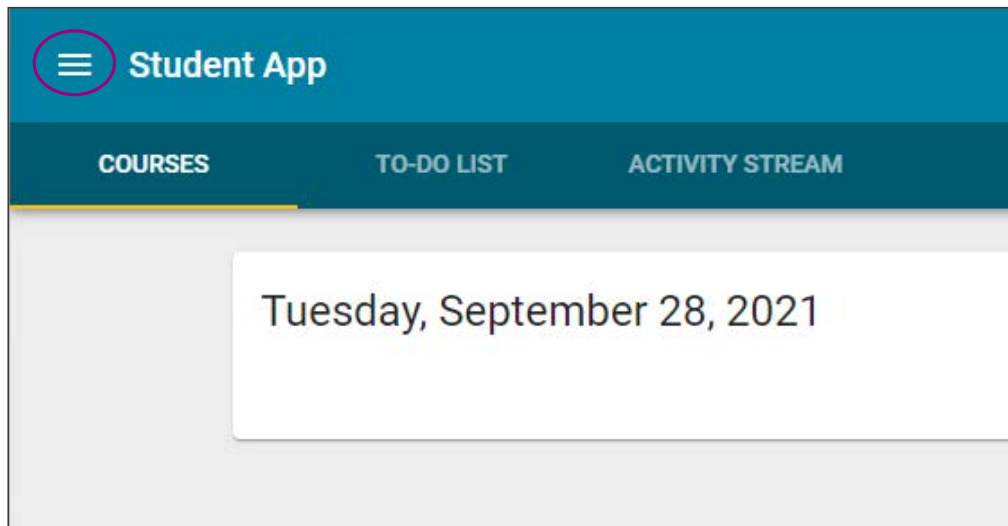 Student App
COURSES TO-DO LIST ACTIVITY STREAM
Tuesday, September 28, 2021